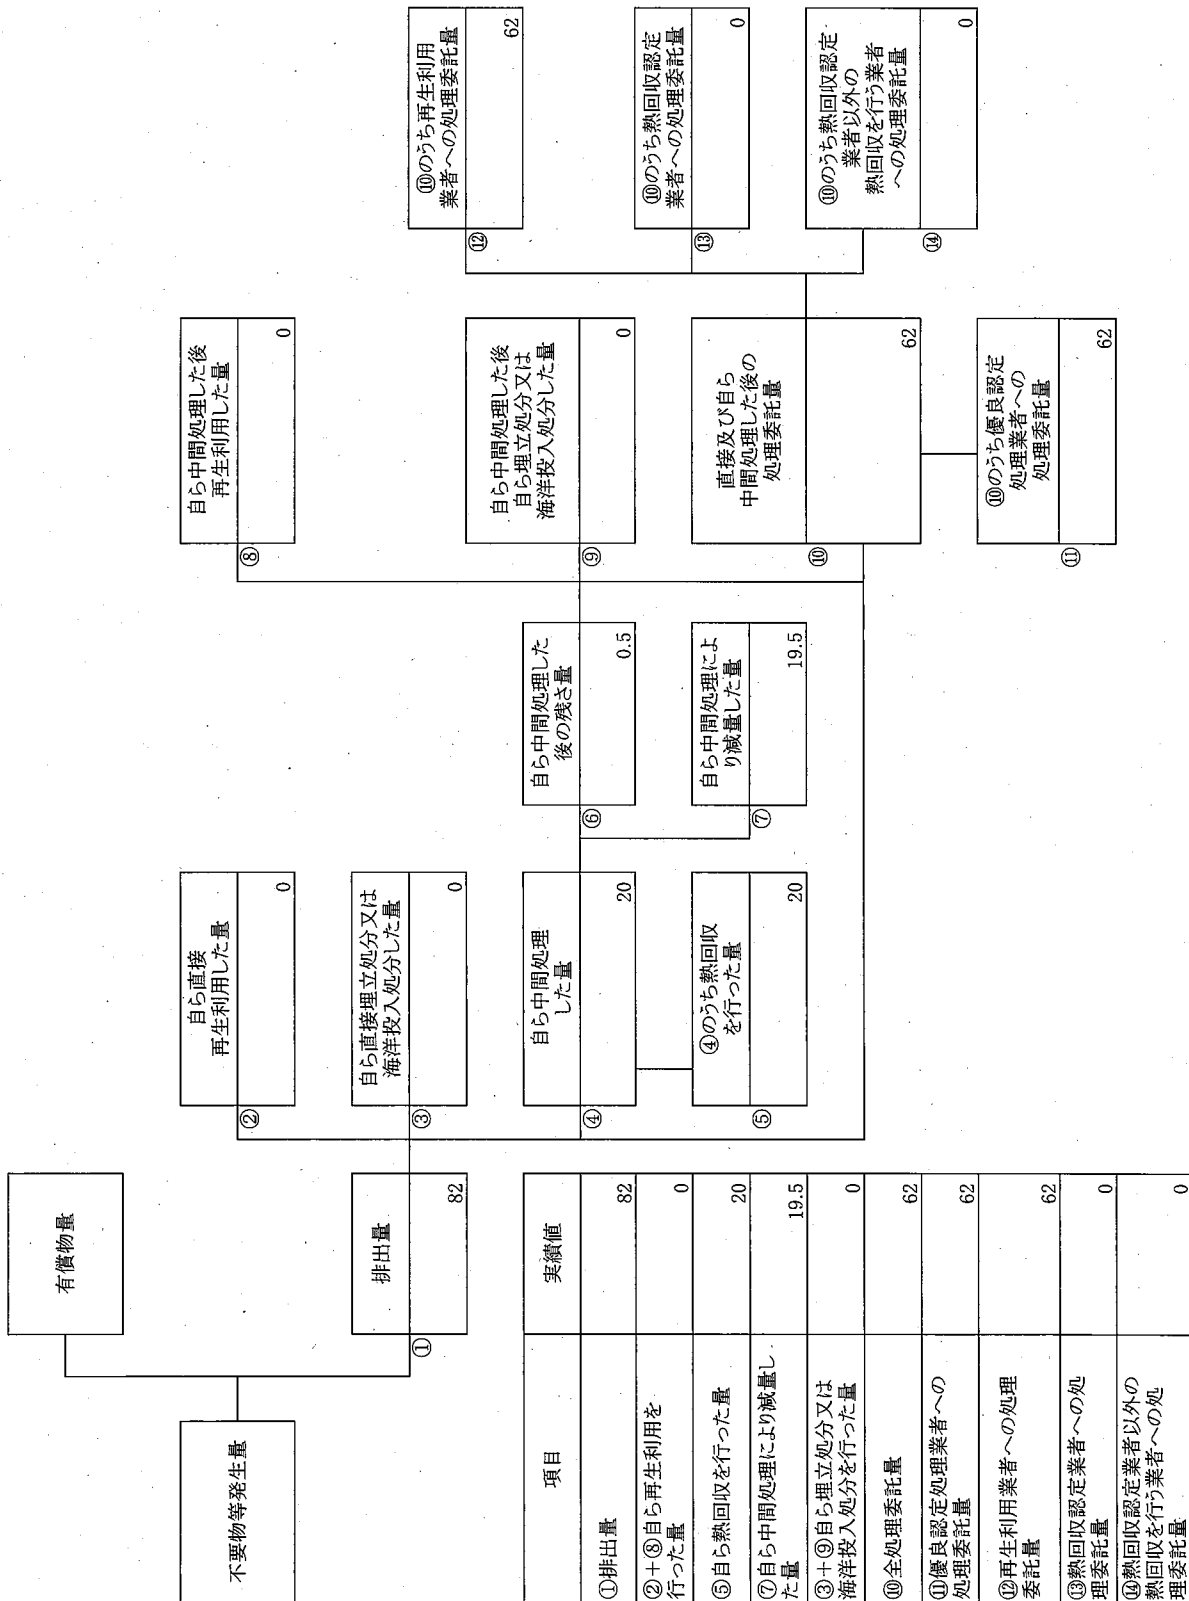 不要物等発生量
有償物量
排出量
①
82
自ら直接
再生利用した量
②
0
自ら直接埋立処分又は
海洋投入処分した量
③
0
自ら中間処理
した量
④
20
④のうち熱回収
を行った量
⑤
20
自ら中間処理した
後の残さ量
⑥
0.5
自ら中間処理によ
り減量した量
⑦
19.5
自ら中間処理した後
再生利用した量
⑧
0
自ら中間処理した後
自ら埋立処分又は
海洋投入処分した量
⑨
0
直接及び自ら
中間処理した後の
処理委託量
⑩
62
⑩のうち優良認定
処理業者への
処理委託量
⑪
62
⑩のうち再生利用
業者への処理委託量
⑫
62
⑩のうち熱回収認定
業者への処理委託量
⑬
0
⑩のうち熱回収認定
業者以外の
熱回収を行う業者
への処理委託量
⑭
0
項目 実績値
①排出量 82
②+⑧自ら再生利用を
行った量 0
⑤自ら熱回収を行った量 20
⑦自ら中間処理により減量し
た量 19.5
③+⑨自ら埋立処分又は
海洋投入処分を行った量 0
⑩全処理委託量 62
⑪優良認定処理業者への
処理委託量 62
⑫再生利用業者への処理
委託量 62
⑬熱回収認定業者への処
理委託量 0
⑭熱回収認定業者以外の
熱回収を行う業者への処
理委託量 0